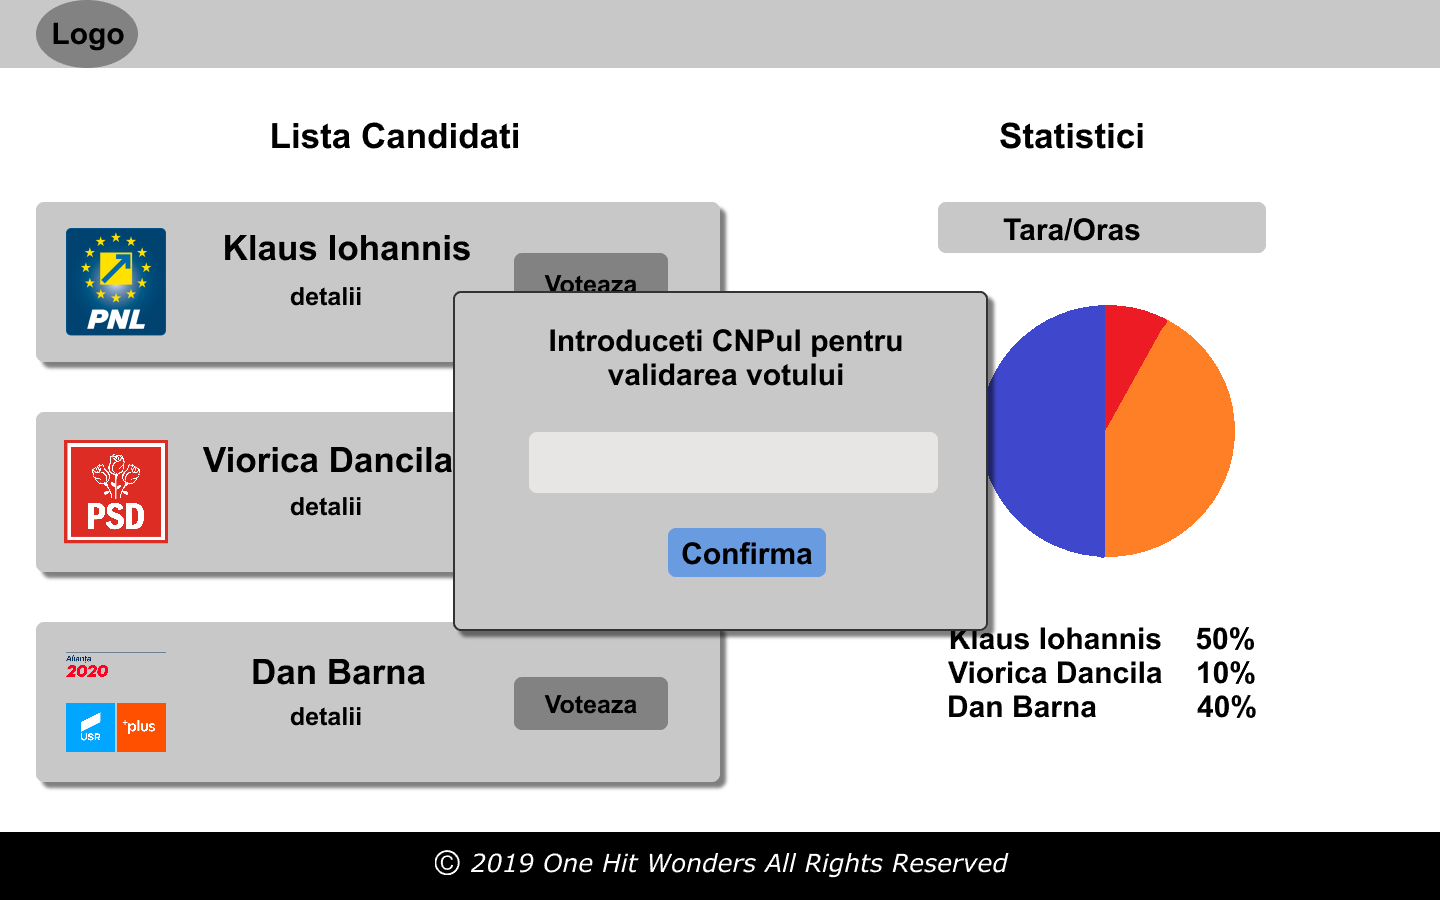 Logo
Lista Candidati
Statistici
PNL
Klaus Iohannis
detalii
Voteaza
Tara/Oras
Introduceti CNPul pentru
validarea votului
Confirma
PSD
Viorica Dancila
detalii
Alianța
2020
USR
+plus
Dan Barna
detalii
Voteaza
Klaus Iohannis 50%
Viorica Dancila 10%
Dan Barna 40%
© 2019 One Hit Wonders All Rights Reserved